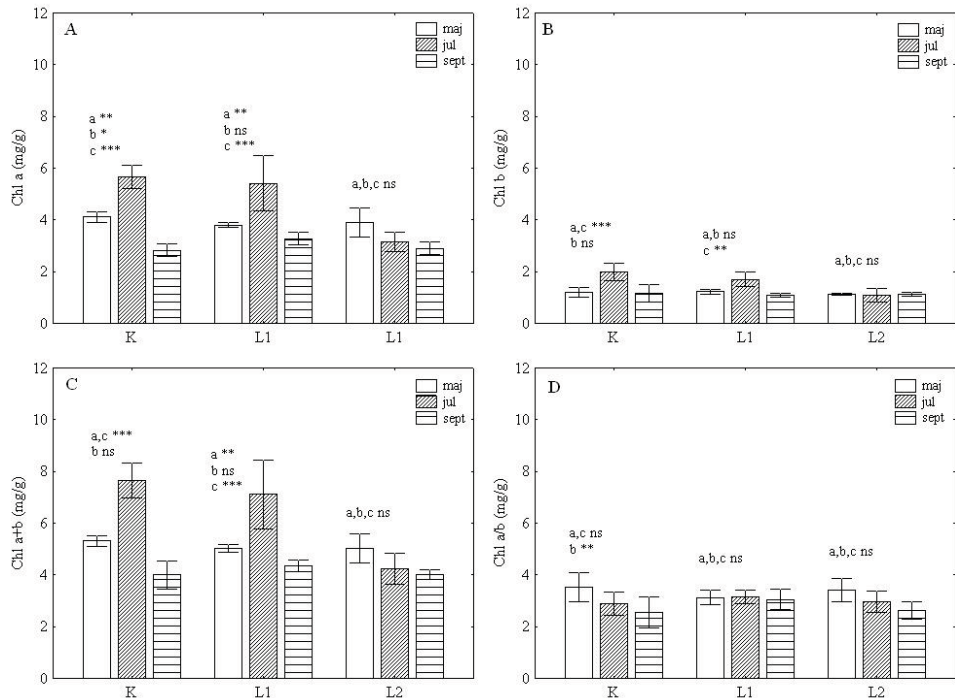 A
maj
jul
sept
12
10
8
6
4
2
0
Chl a (mg/g)
a **
b *
c ***
a **
b ns
c ***
a,b,c ns
K
L1
L1
B
maj
jul
sept
12
10
8
6
4
2
0
Chl b (mg/g)
a,c ***
b ns
a,b ns
c **
a,b,c ns
K
L1
L2
C
maj
jul
sept
12
10
8
6
4
2
0
Chl a+b (mg/g)
a,c ***
b ns
a **
b ns
c ***
a,b,c ns
K
L1
L2
D
maj
jul
sept
12
10
8
6
4
2
0
Chl a/b (mg/g)
a,c ns
b **
a,b,c ns
a,b,c ns
K
L1
L2